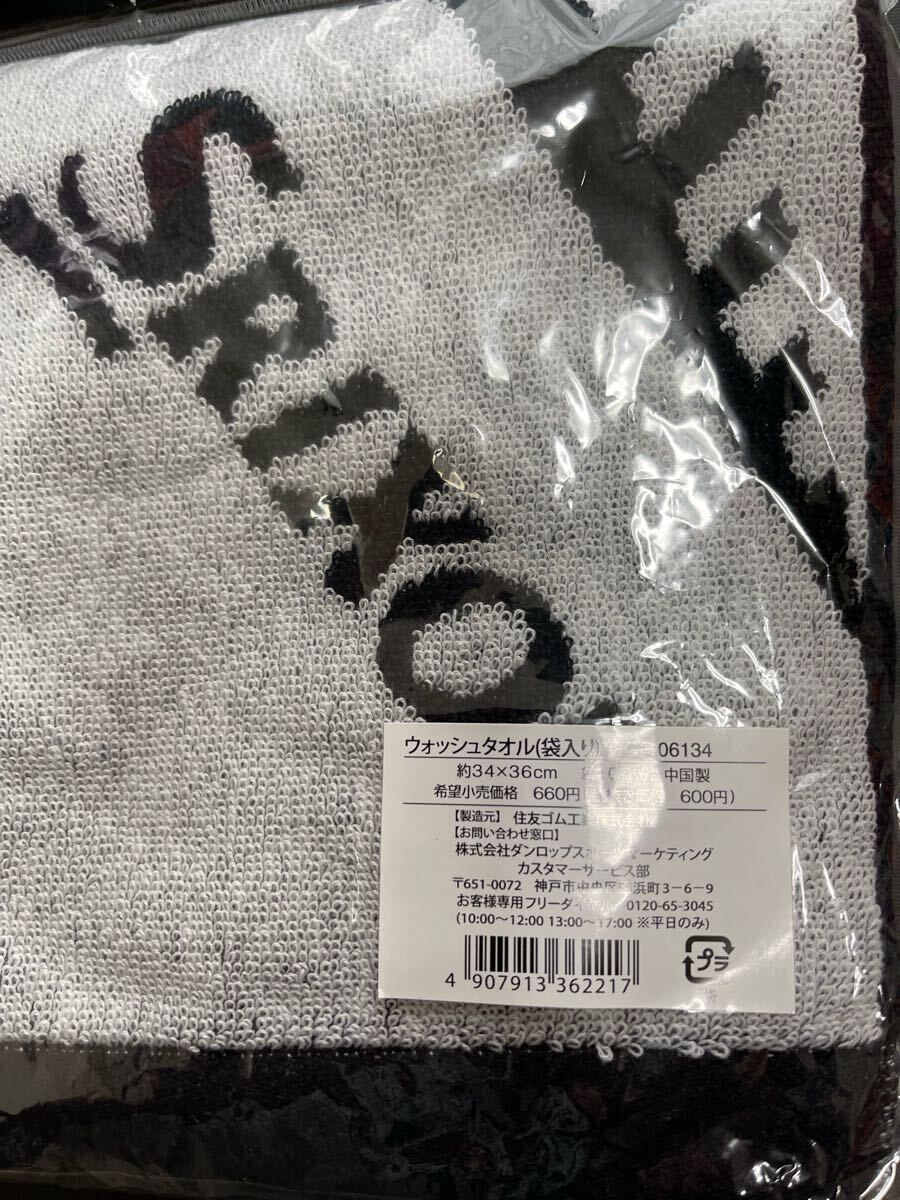 SRIXO
ウォッシュタオル(袋入り) 06134
約34×36cm 中国製
希望小売価格 660円 600円)
【製造元】 住友ゴム工業株式会社
【お問い合わせ窓口】
株式会社ダンロップスポーツマーケティング
カスタマーサービス部
〒651-0072 神戸市中央区脇浜町3-6-9
お客様専用フリーダイヤル 0120-65-3045
(10:00〜12:00 13:00〜17:00 ※平日のみ)
4 907913 362217
プラ